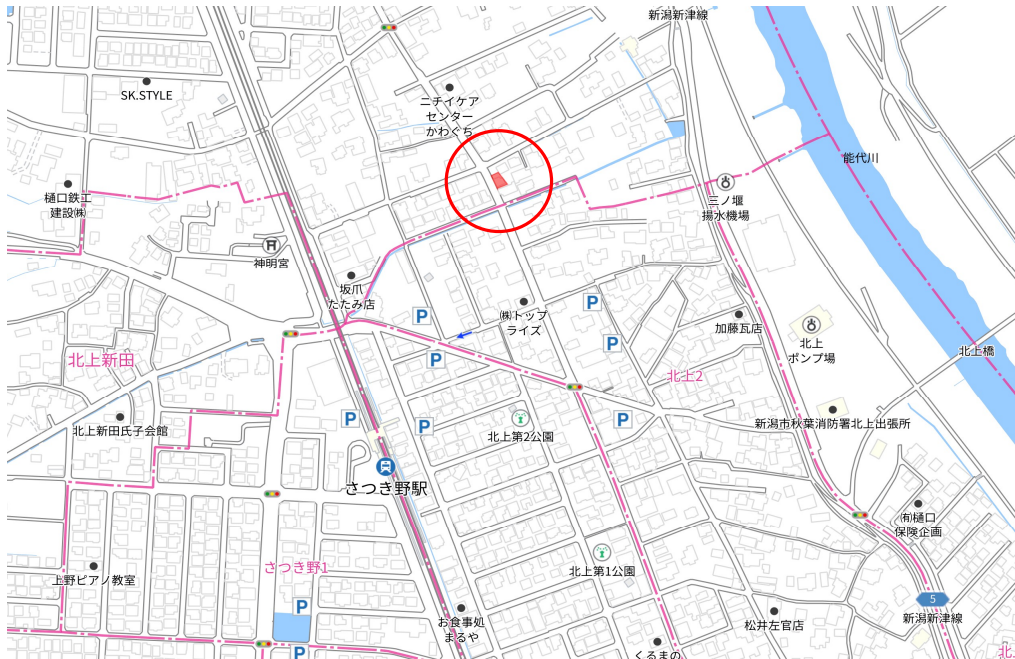 新潟新津線
SK.STYLE
ニチイケア
センター
かわぐち
能代川
樋口鉄工
建設㈱
三ノ堰
揚水機場
神明宮
坂爪
たたみ店
P
P
㈱トップ
ライズ
加藤瓦店
北上
ポンプ場
P
北上新田
P
北上橋
北上2
P
P
P
北上新田氏子会館
北上第2公園
新潟市秋葉消防署北上出張所
さつき野駅
㈲樋口
保険企画
上野ピアノ教室
さつき野1
北上第1公園
P
5
お食事処
まるや
松井左官店
新潟新津線
P
くるまの
北上